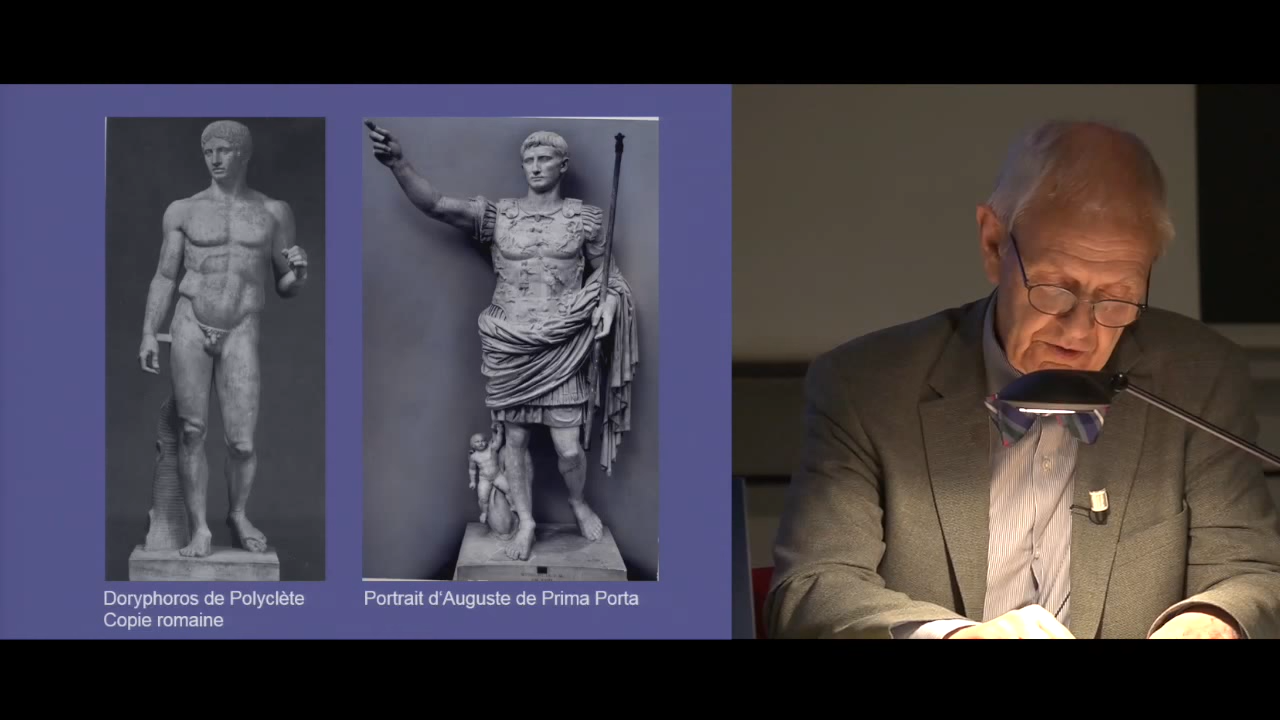 Doryphoros de Polyclète
Copie romaine
Portrait d‘Auguste de Prima Porta